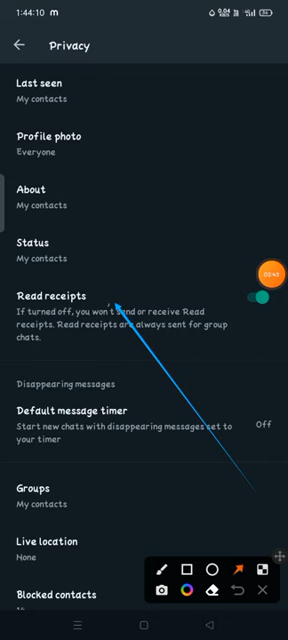 1:44:10 m
Privacy
Last seen
My contacts
Profile photo
Everyone
About
My contacts
Status
My contacts
Read receipts
If turned off, you won't send or receive Read
receipts. Read receipts are always sent for group
chats.
Disappearing messages
Default message timer
Start new chats with disappearing messages set to
your timer
Off
Groups
My contacts
Live location
None
Blocked contacts